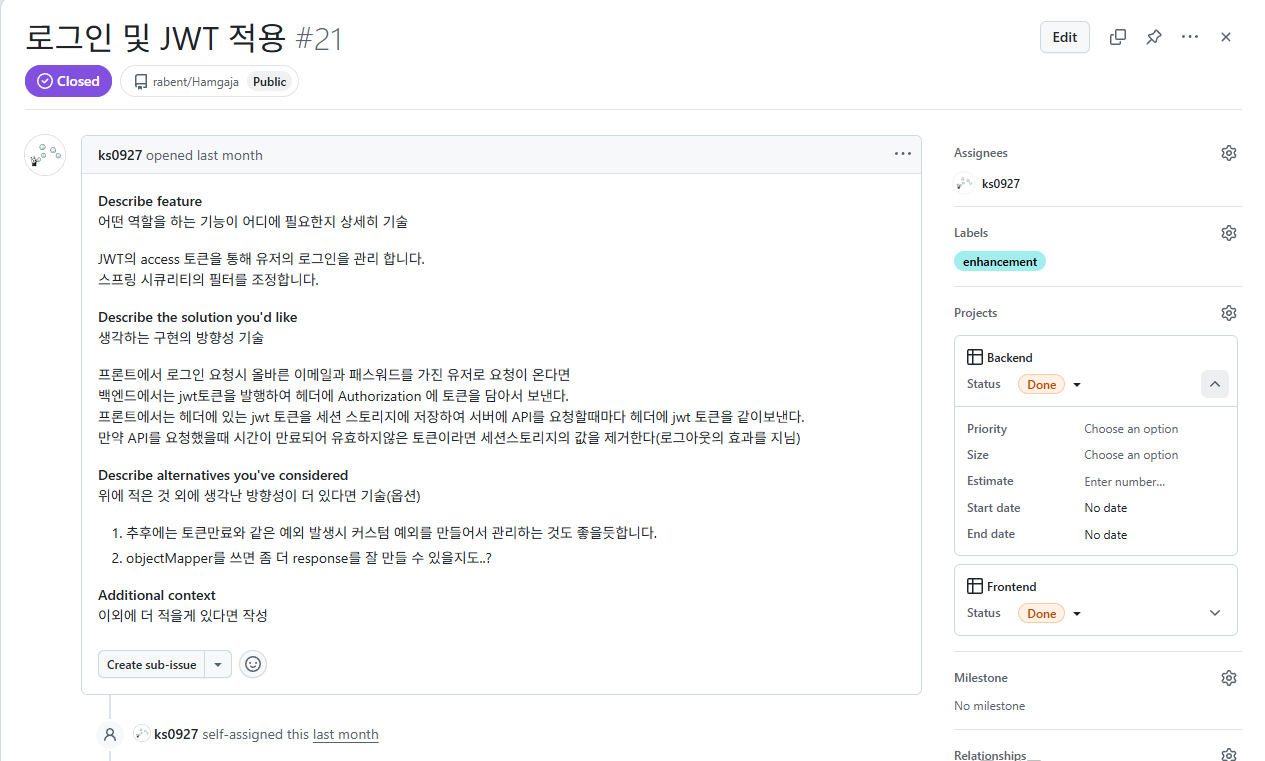 로그인 및 JWT 적용 #21
Edit
Closed
rabent/Hamgaja Public
ks0927 opened last month
Describe feature
어떤 역할을 하는 기능이 어디에 필요한지 상세히 기술
JWT의 access 토큰을 통해 유저의 로그인을 관리 합니다.
스프링 시큐리티의 필터를 조정합니다.
Describe the solution you'd like
생각하는 구현의 방향성 기술
프론트에서 로그인 요청시 올바른 이메일과 패스워드를 가진 유저로 요청이 온다면
백엔드에서는 jwt토큰을 발행하여 헤더에 Authorization 에 토큰을 담아서 보낸다.
프론트에서는 헤더에 있는 jwt 토큰을 세션 스토리지에 저장하여 서버에 API를 요청할때마다 헤더에 jwt 토큰을 같이보낸다.
만약 API를 요청했을때 시간이 만료되어 유효하지않은 토큰이라면 세션스토리지의 값을 제거한다(로그아웃의 효과를 지님)
Describe alternatives you've considered
위에 적은 것 외에 생각난 방향성이 더 있다면 기술(옵션)
1. 추후에는 토큰만료와 같은 예외 발생시 커스텀 예외를 만들어서 관리하는 것도 좋을듯합니다.
2. objectMapper를 쓰면 좀 더 response를 잘 만들 수 있을지도..?
Additional context
이외에 더 적을게 있다면 작성
Create sub-issue
ks0927 self-assigned this last month
Assignees
ks0927
Labels
enhancement
Projects
Backend
Status Done
Priority Choose an option
Size Choose an option
Estimate Enter number...
Start date No date
End date No date
Frontend
Status Done
Milestone
No milestone
Relationships